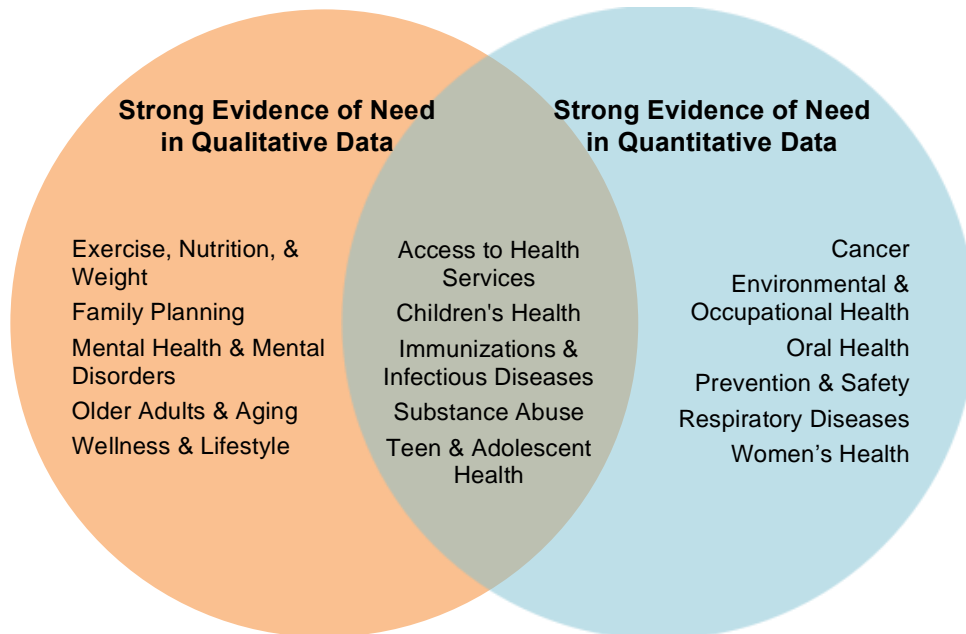 Strong Evidence of Need
in Qualitative Data
Exercise, Nutrition, &
Weight
Family Planning
Mental Health & Mental
Disorders
Older Adults & Aging
Wellness & Lifestyle
Access to Health
Services
Children's Health
Immunizations &
Infectious Diseases
Substance Abuse
Teen & Adolescent
Health
Strong Evidence of Need
in Quantitative Data
Cancer
Environmental &
Occupational Health
Oral Health
Prevention & Safety
Respiratory Diseases
Women’s Health